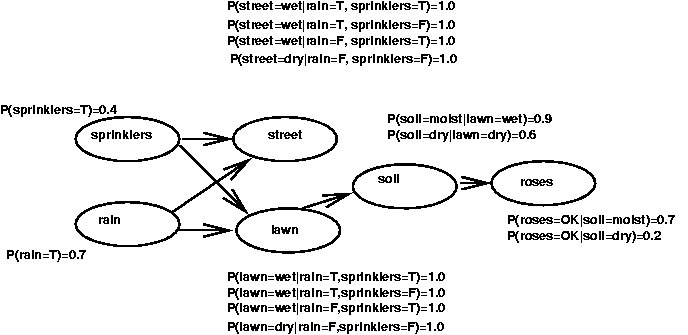 P(street=wet|rain=T, sprinklers=T)=1.0
P(street=wet|rain=T, sprinklers=F)=1.0
P(street=wet|rain=F, sprinklers=T)=1.0
P(street=dry|rain=F, sprinklers=F)=1.0
P(sprinklers=T)=0.4
sprinklers
street
P(soil=moist|lawn=wet)=0.9
P(soil=dry|lawn=dry)=0.6
soil
roses
rain
lawn
P(roses=OK|soil=moist)=0.7
P(roses=OK|soil=dry)=0.2
P(rain=T)=0.7
P(lawn=wet|rain=T,sprinklers=T)=1.0
P(lawn=wet|rain=T,sprinklers=F)=1.0
P(lawn=wet|rain=F,sprinklers=T)=1.0
P(lawn=dry|rain=F,sprinklers=F)=1.0